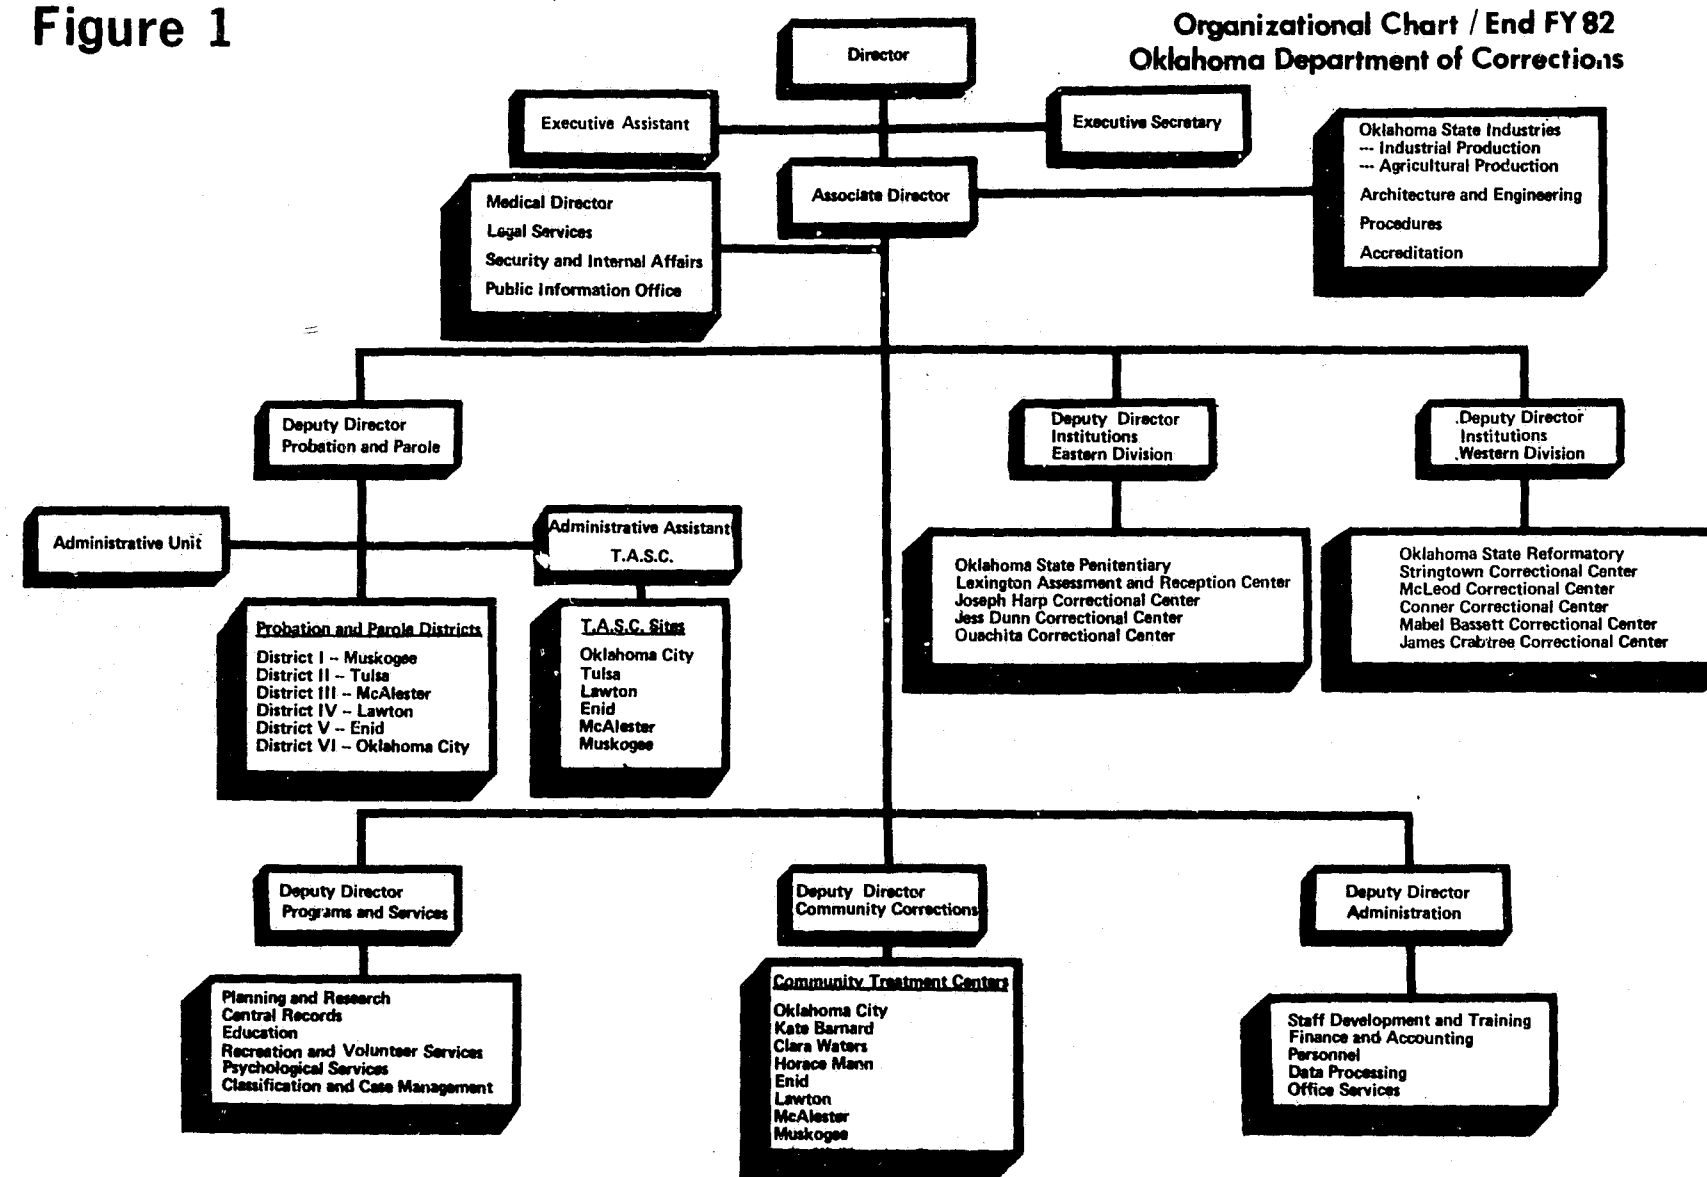 Figure 1
Organizational Chart / End FY 82
Oklahoma Department of Corrections
Director
Executive Assistant
Executive Secretary
Associate Director
Oklahoma State Industries
-- Industrial Production
-- Agricultural Production
Architecture and Engineering
Procedures
Accreditation
Medical Director
Legal Services
Security and Internal Affairs
Public Information Office
Deputy Director
Probation and Parole
Deputy Director
Institutions
Eastern Division
Deputy Director
Institutions
Western Division
Administrative Unit
Administrative Assistant
T.A.S.C.
Probation and Parole Districts
District I -- Muskogee
District II -- Tulsa
District III -- McAlester
District IV -- Lawton
District V -- Enid
District VI -- Oklahoma City
T.A.S.C. Sites
Oklahoma City
Tulsa
Lawton
Enid
McAlester
Muskogee
Oklahoma State Penitentiary
Lexington Assessment and Reception Center
Joseph Harp Correctional Center
Jess Dunn Correctional Center
Ouachita Correctional Center
Oklahoma State Reformatory
Stringtown Correctional Center
McLeod Correctional Center
Conner Correctional Center
Mabel Bassett Correctional Center
James Crabtree Correctional Center
Deputy Director
Programs and Services
Deputy Director
Community Corrections
Deputy Director
Administration
Planning and Research
Central Records
Education
Recreation and Volunteer Services
Psychological Services
Classification and Case Management
Community Treatment Centers
Oklahoma City
Kate Barnard
Clara Waters
Horace Mann
Enid
Lawton
McAlester
Muskogee
Staff Development and Training
Finance and Accounting
Personnel
Data Processing
Office Services